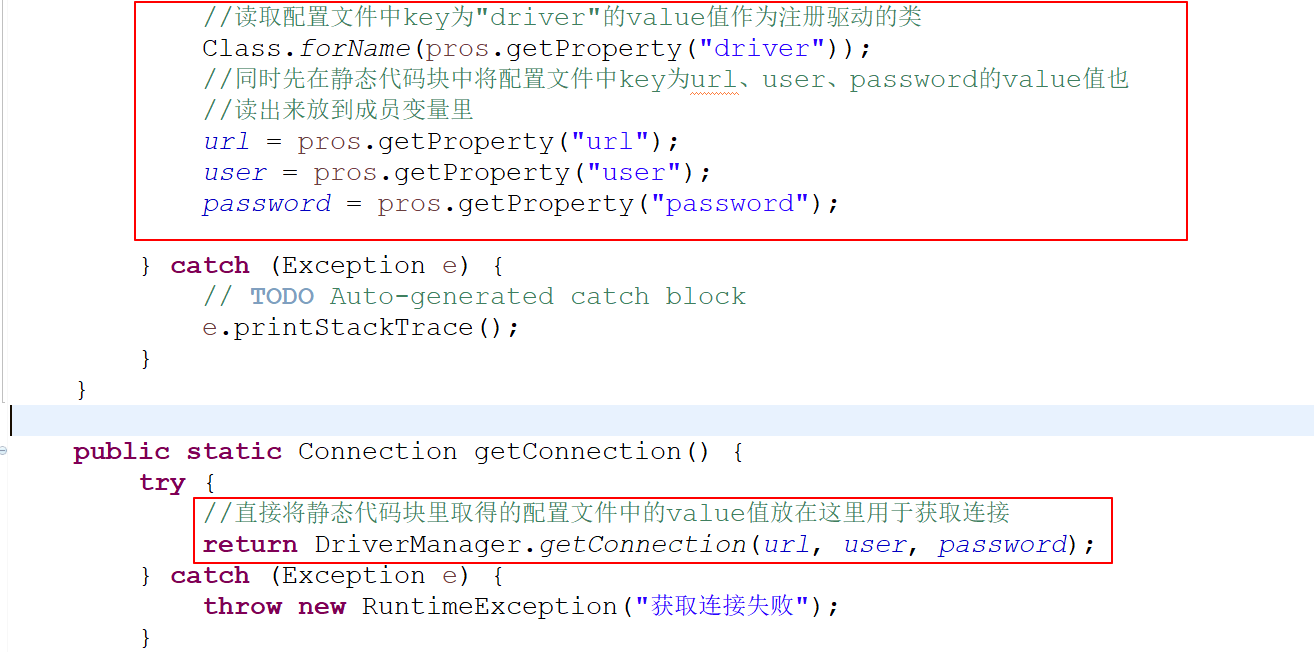 //读取配置文件中key为"driver"的value值作为注册驱动的类
Class.forName(pros.getProperty("driver"));
//同时先在静态代码块中将配置文件中key为url、user、password的value值也
//读出来放到成员变量里
url = pros.getProperty("url");
user = pros.getProperty("user");
password = pros.getProperty("password");
} catch (Exception e) {
// TODO Auto-generated catch block
e.printStackTrace();
}
}
public static Connection getConnection() {
try {
//直接将静态代码块里取得的配置文件中的value值放在这里用于获取连接
return DriverManager.getConnection(url, user, password);
} catch (Exception e) {
throw new RuntimeException("获取连接失败");
}